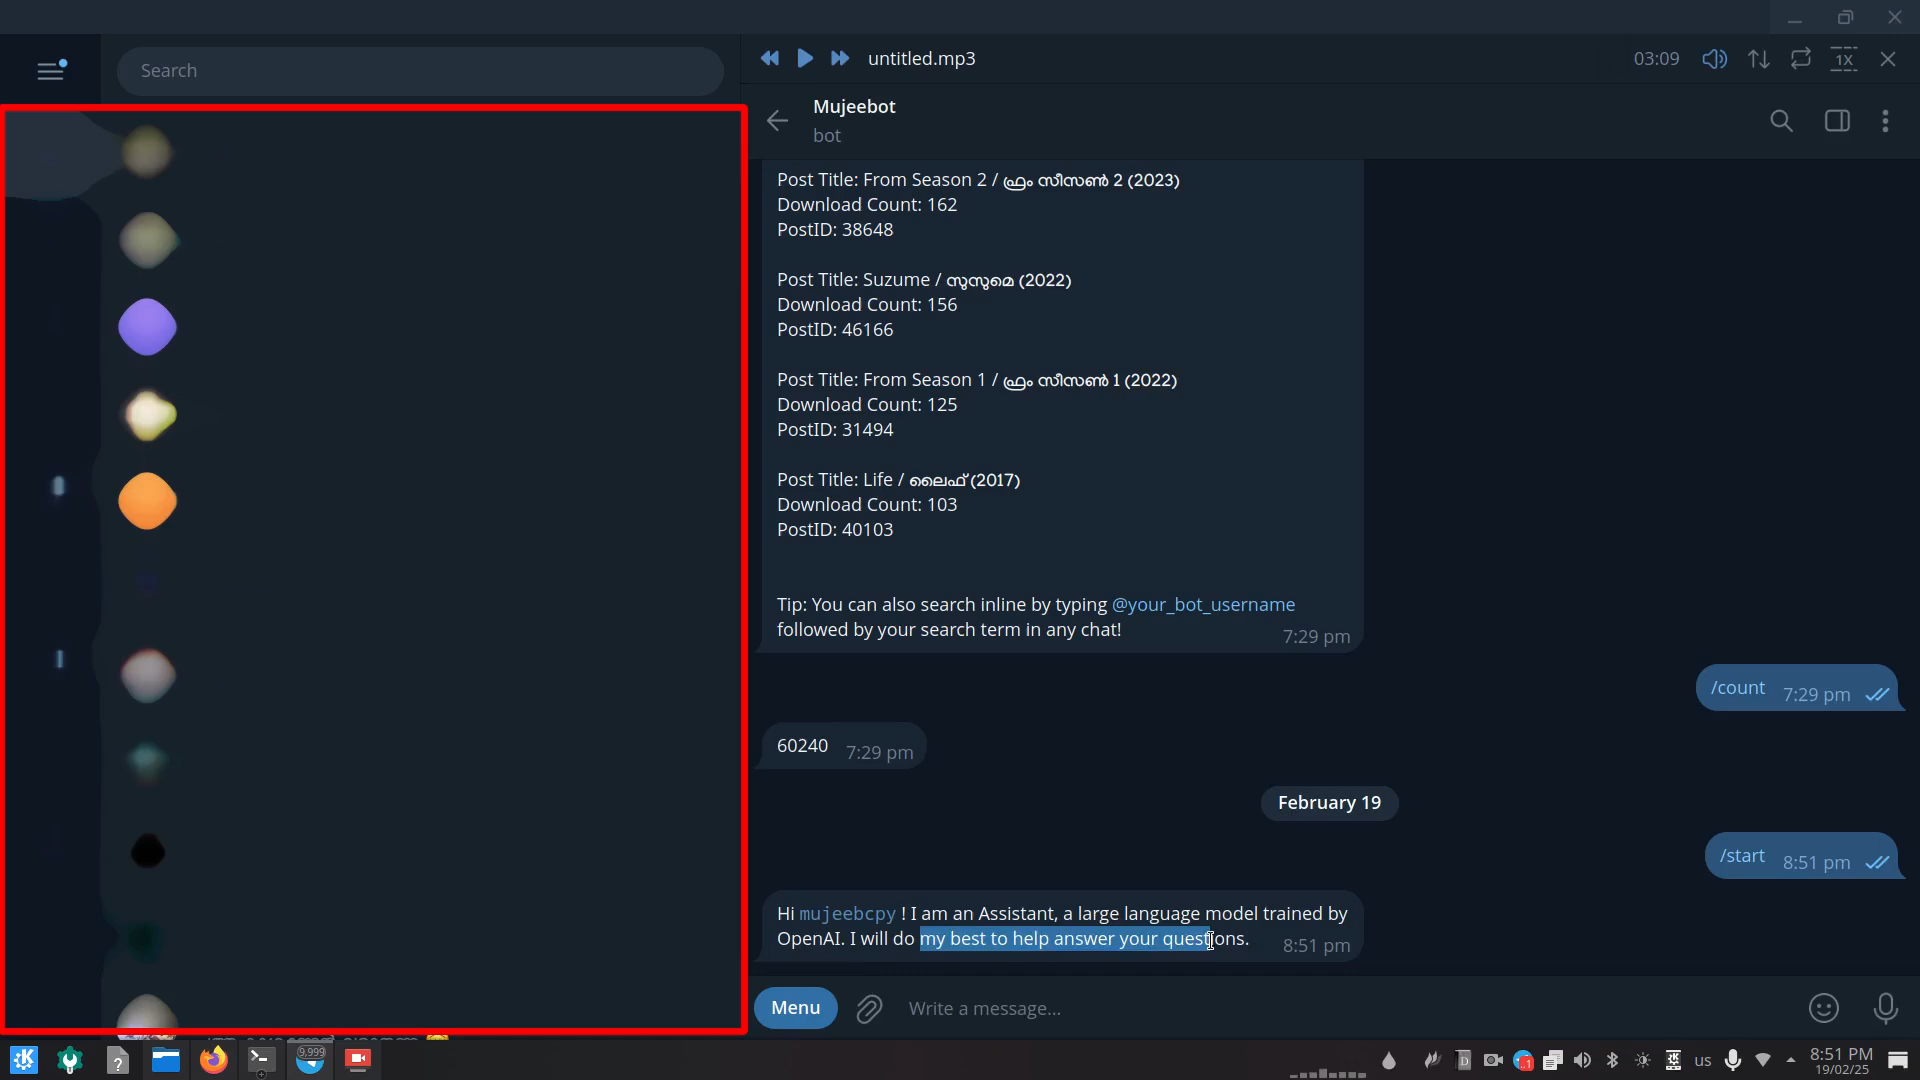 Search
untitled.mp3
03:09
1X
Mujeebot
bot
Post Title: From Season 2 / ഫ്രം സീസൺ 2 (2023)
Download Count: 162
PostID: 38648
Post Title: Suzume / സുസുമെ (2022)
Download Count: 156
PostID: 46166
Post Title: From Season 1 / ഫ്രം സീസൺ 1 (2022)
Download Count: 125
PostID: 31494
Post Title: Life / ലൈഫ് (2017)
Download Count: 103
PostID: 40103
Tip: You can also search inline by typing @your_bot_username
followed by your search term in any chat!
7:29 pm
/count 7:29 pm
60240 7:29 pm
February 19
/start 8:51 pm
Hi mujeebcpy ! I am an Assistant, a large language model trained by
OpenAI. I will do my best to help answer your questions. 8:51 pm
Menu
Write a message...
9,999
us
8:51 PM
19/02/25